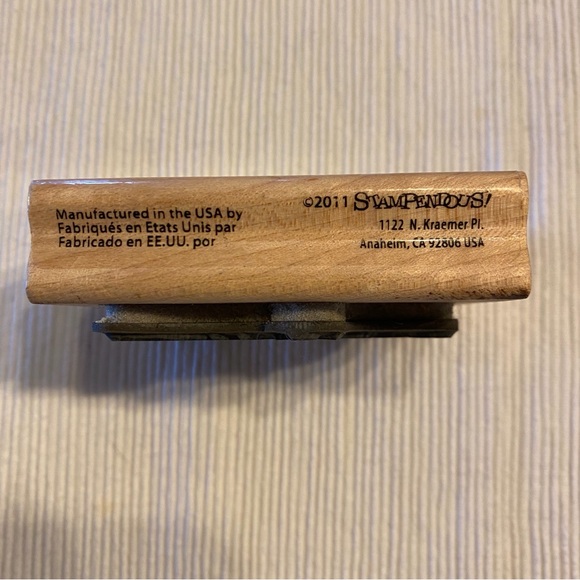 Manufactured in the USA by
Fabriqués en Etats Unis par
Fabricado en EE.UU. por
©2011 STAMPENDOUS!
1122 N. Kraemer Pl.
Anaheim, CA 92806 USA